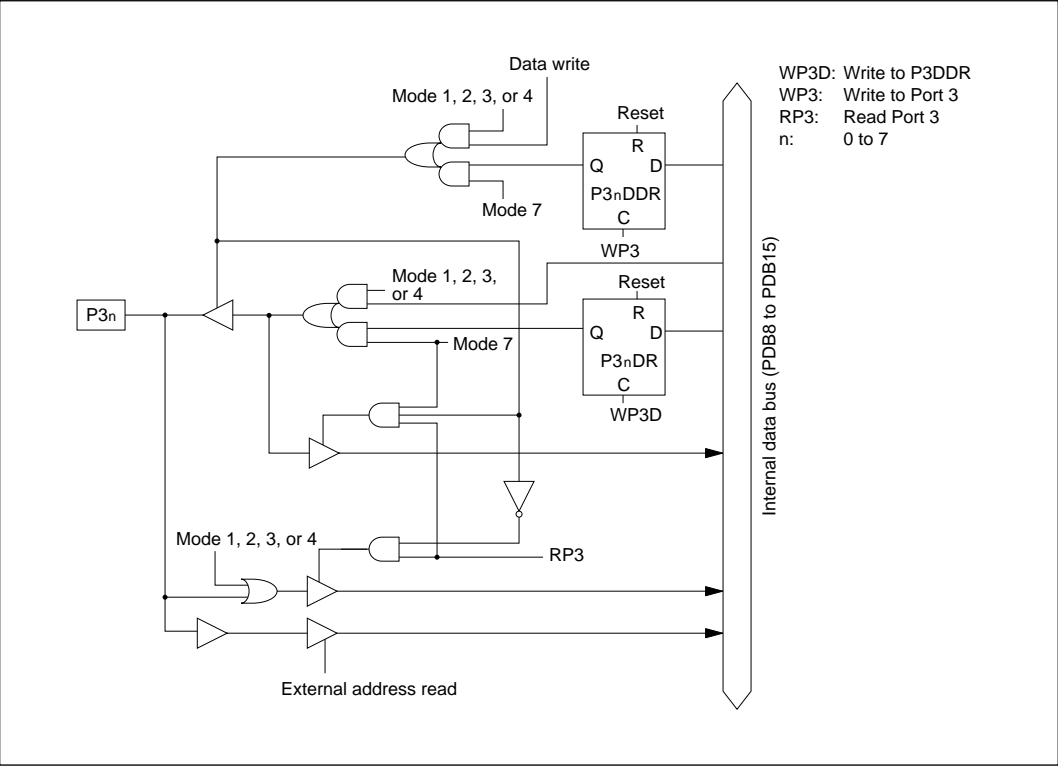 Data write
Mode 1, 2, 3, or 4
Reset
R
Q D
P3nDDR
C
Mode 7
WP3
Mode 1, 2, 3,
or 4
Reset
R
Q D
P3nDR
C
P3n
Mode 7
WP3D
Mode 1, 2, 3, or 4
RP3
External address read
Internal data bus (PDB8 to PDB15)
WP3D: Write to P3DDR
WP3: Write to Port 3
RP3: Read Port 3
n: 0 to 7